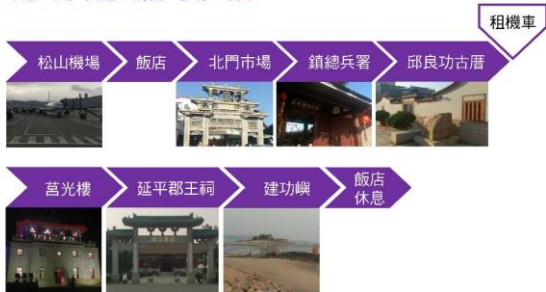 租機車
松山機場
飯店
北門市場
鎮總兵署
邱良功古厝
莒光樓
延平郡王祠
建功嶼
飯店
休息